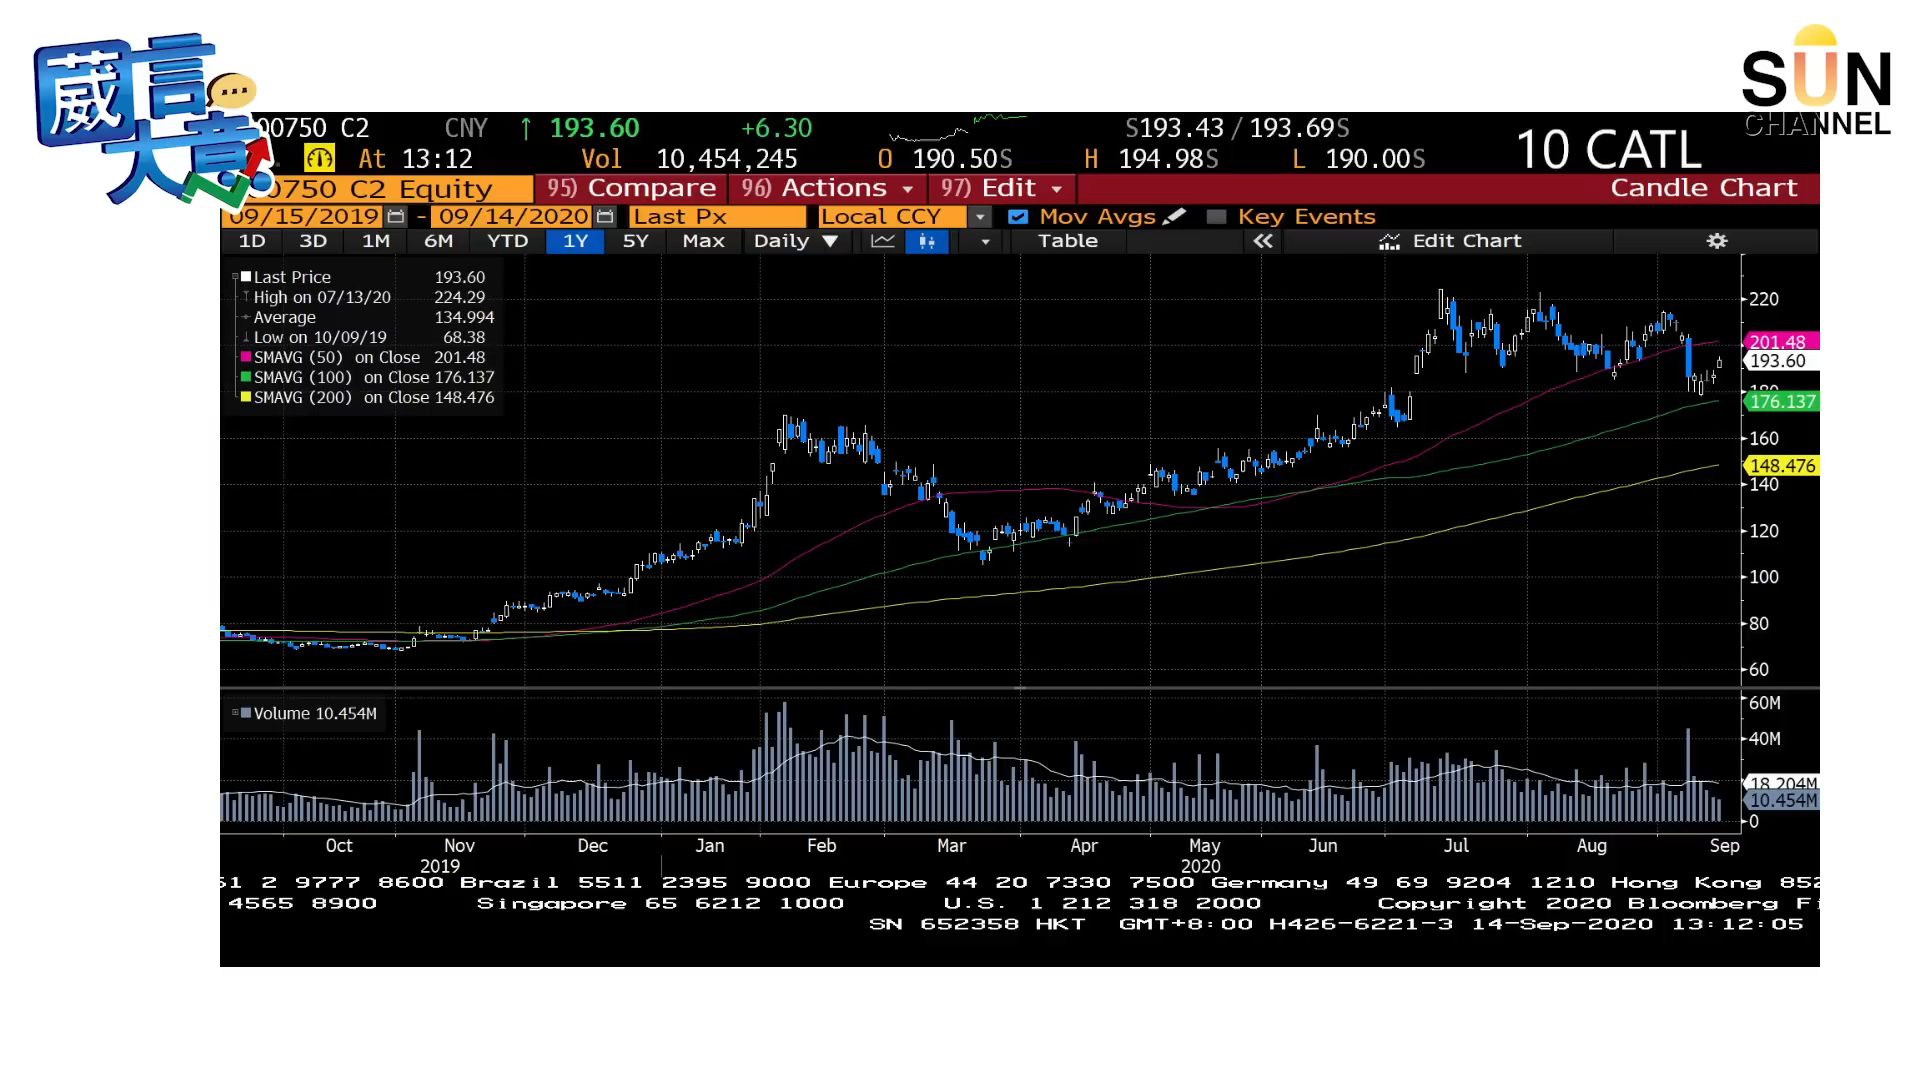 葳言大意
SUN
CHANNEL
00750 C2 CNY ↑ 193.60 +6.30 S193.43 / 193.69S
At 13:12 Vol 10,454,245 O 190.50S H 194.98S L 190.00S
10 CATL
0750 C2 Equity 95) Compare 96) Actions 97) Edit Candle Chart
09/15/2019 - 09/14/2020 Last Px Local CCY Mov Avgs Key Events
1D 3D 1M 6M YTD 1Y 5Y Max Daily Table Edit Chart
Last Price 193.60
High on 07/13/20 224.29
Average 134.994
Low on 10/09/19 68.38
SMAVG (50) on Close 201.48
SMAVG (100) on Close 176.137
SMAVG (200) on Close 148.476
220
201.48
193.60
180
176.137
160
148.476
140
120
100
80
60
Volume 10.454M
60M
40M
18.204M
10.454M
0
Oct Nov Dec Jan Feb Mar Apr May Jun Jul Aug Sep
2019 2020
61 2 9777 8600 Brazil 5511 2395 9000 Europe 44 20 7330 7500 Germany 49 69 9204 1210 Hong Kong 852
4565 8900 Singapore 65 6212 1000 U.S. 1 212 318 2000 Copyright 2020 Bloomberg Fi
SN 652358 HKT GMT+8:00 H426-6221-3 14-Sep-2020 13:12:05